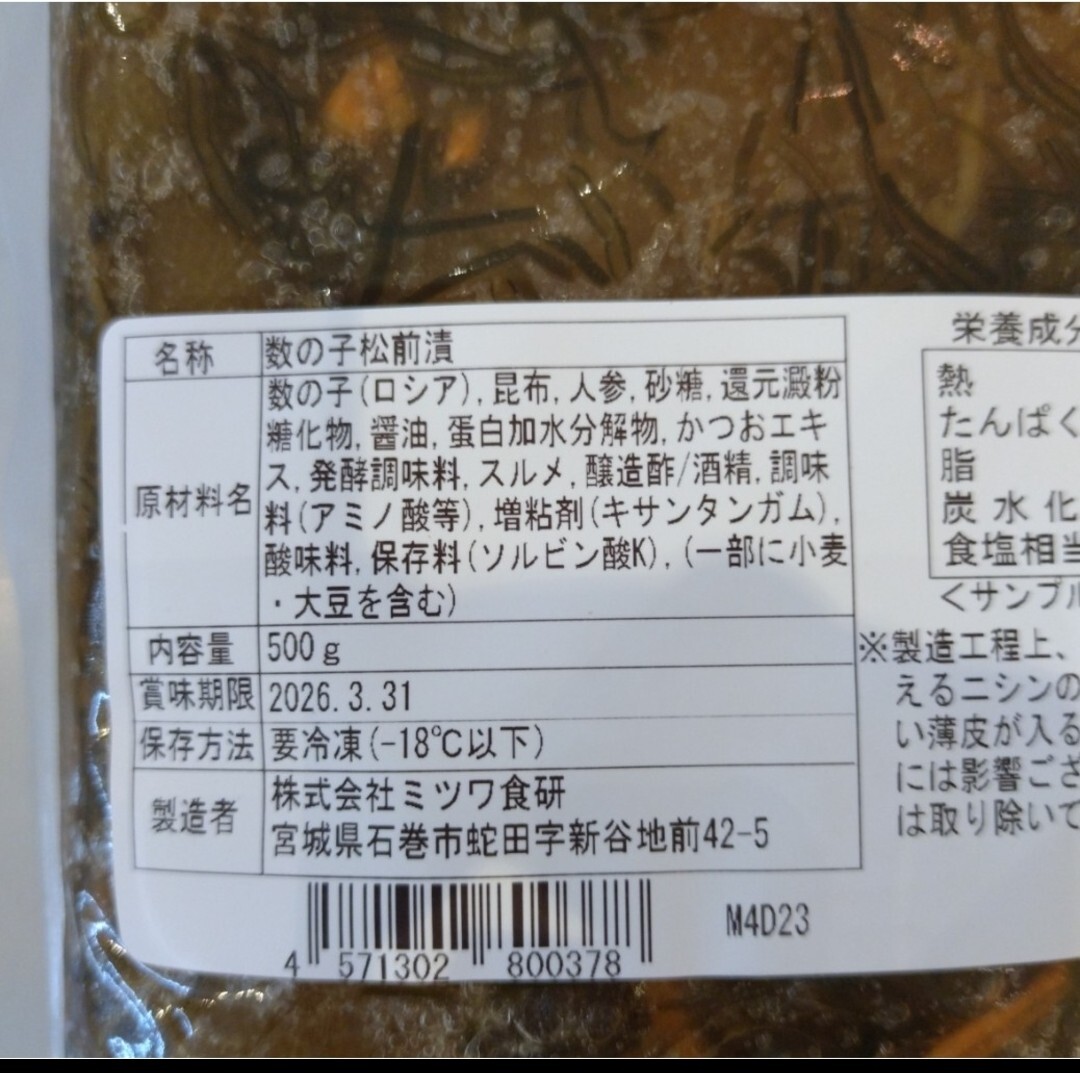 名称 数の子松前漬
原材料名
数の子(ロシア),昆布,人参,砂糖,還元澱粉
糖化物,醤油,蛋白加水分解物,かつおエキ
ス,発酵調味料,スルメ,醸造酢/酒精,調味
料(アミノ酸等),増粘剤(キサンタンガム),
酸味料,保存料(ソルビン酸K),(一部に小麦
・大豆を含む)
内容量 500g
賞味期限 2026.3.31
保存方法 要冷凍(-18℃以下)
製造者
株式会社ミツワ食研
宮城県石巻市蛇田字新谷地前42-5
4 571302 800378
M4D23
栄養成分
熱
たんぱく
脂
炭水化
食塩相当
<サンプル
※製造工程上、
えるニシンの
い薄皮が入る
には影響ござ
は取り除いて